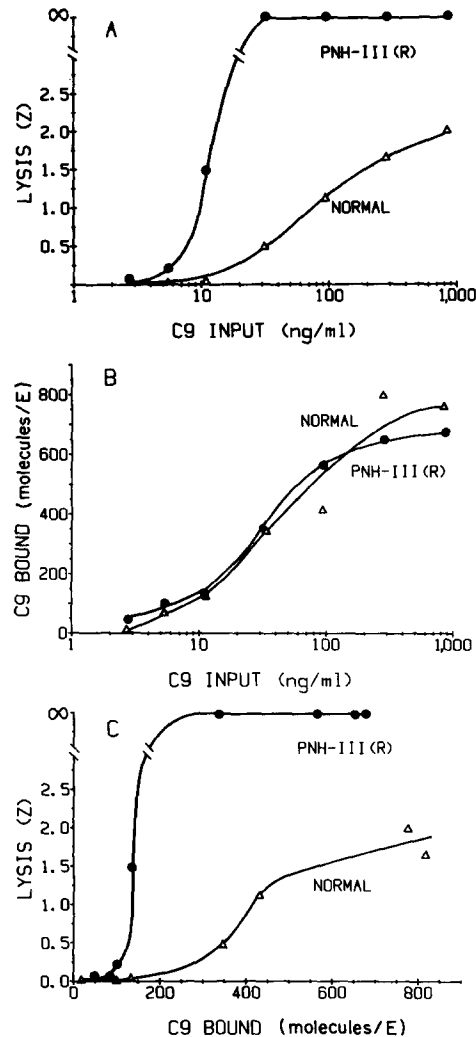 A
∞
PNH-III(R)
2.0
1.5
1.0
0.5
LYSIS (Z)
NORMAL
1
10
100
1,000
C9 INPUT (ng/ml)
B
800
600
400
200
0
C9 BOUND (molecules/E)
NORMAL
PNH-III(R)
1
10
100
1,000
C9 INPUT (ng/ml)
C
∞
PNH-III(R)
2.5
2.0
1.5
1.0
0.5
0.0
LYSIS (Z)
NORMAL
0
200
400
600
800
C9 BOUND (molecules/E)